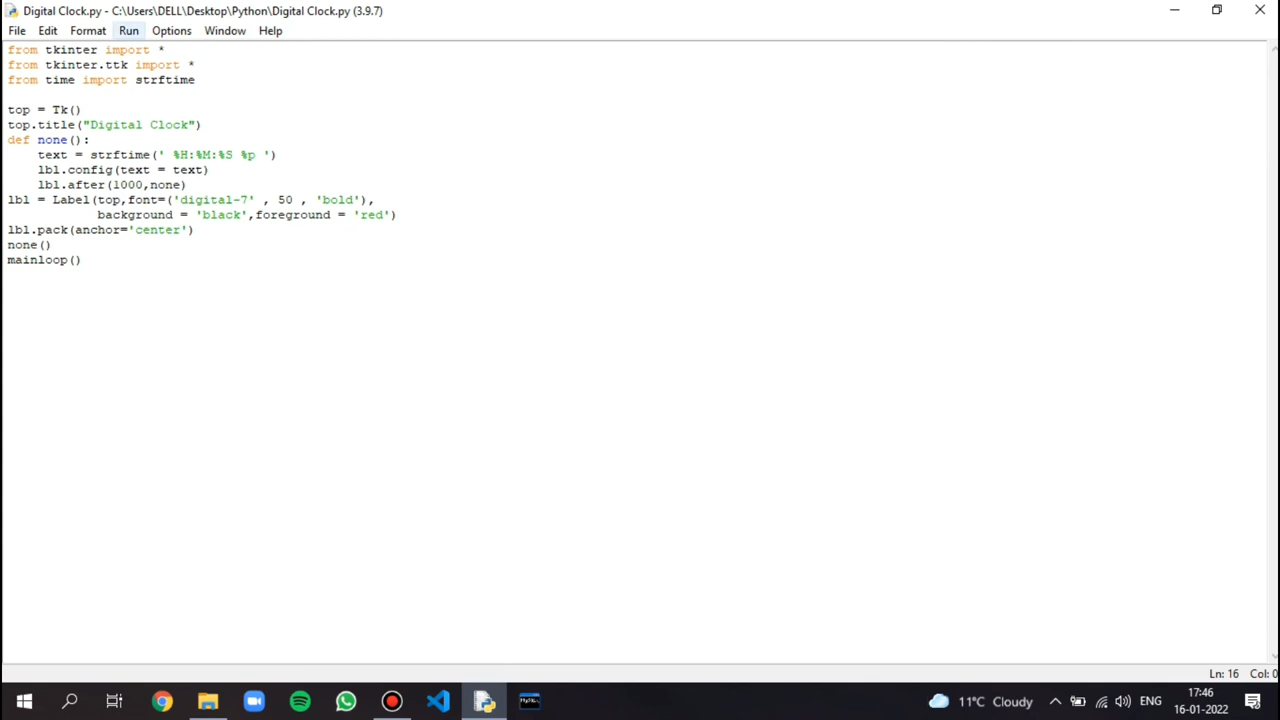 Digital Clock.py - C:\Users\DELL\Desktop\Python\Digital Clock.py (3.9.7)
File Edit Format Run Options Window Help
from tkinter import *
from tkinter.ttk import *
from time import strftime
top = Tk()
top.title("Digital Clock")
def none():
    text = strftime(' %H:%M:%S %p ')
    lbl.config(text = text)
    lbl.after(1000,none)
lbl = Label(top,font=('digital-7' , 50 , 'bold'),
            background = 'black',foreground = 'red')
lbl.pack(anchor='center')
none()
mainloop()
Ln: 16 Col: 0
11°C Cloudy ENG 17:46
16-01-2022